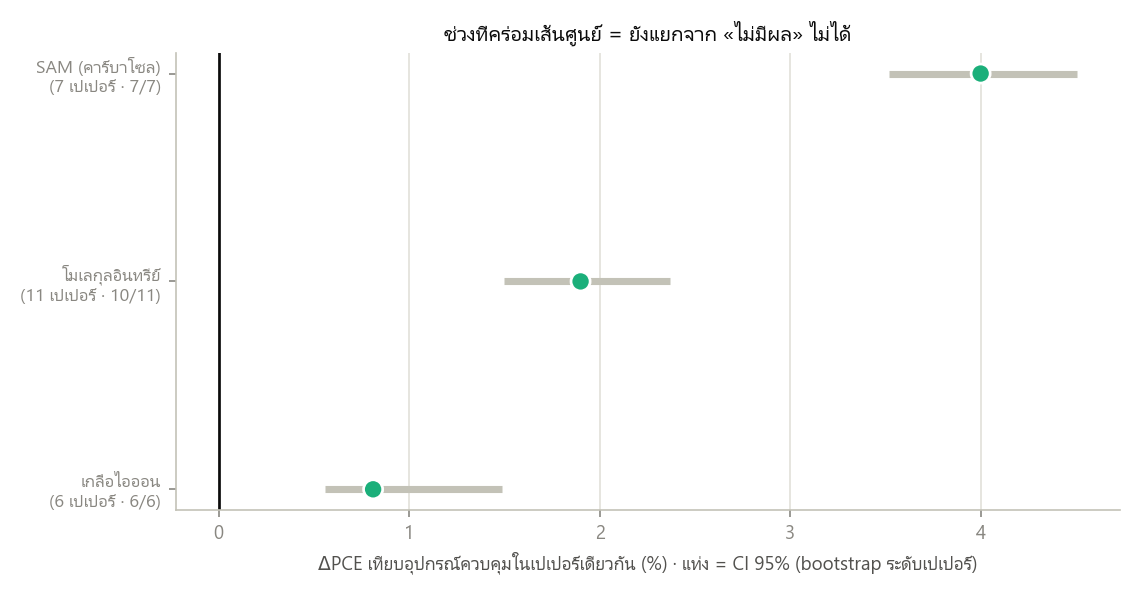 ช่วงที่คร่อมเส้นศูนย์ = ยังแยกจาก «ไม่มีผล» ไม่ได้
SAM (คาร์บาโซล)
(7 เปเปอร์ · 7/7)
โมเลกุลอินทรีย์
(11 เปเปอร์ · 10/11)
เกลือไอออน
(6 เปเปอร์ · 6/6)
0 1 2 3 4
ΔPCE เทียบอุปกรณ์ควบคุมในเปเปอร์เดียวกัน (%) · แท่ง = CI 95% (bootstrap ระดับเปเปอร์)